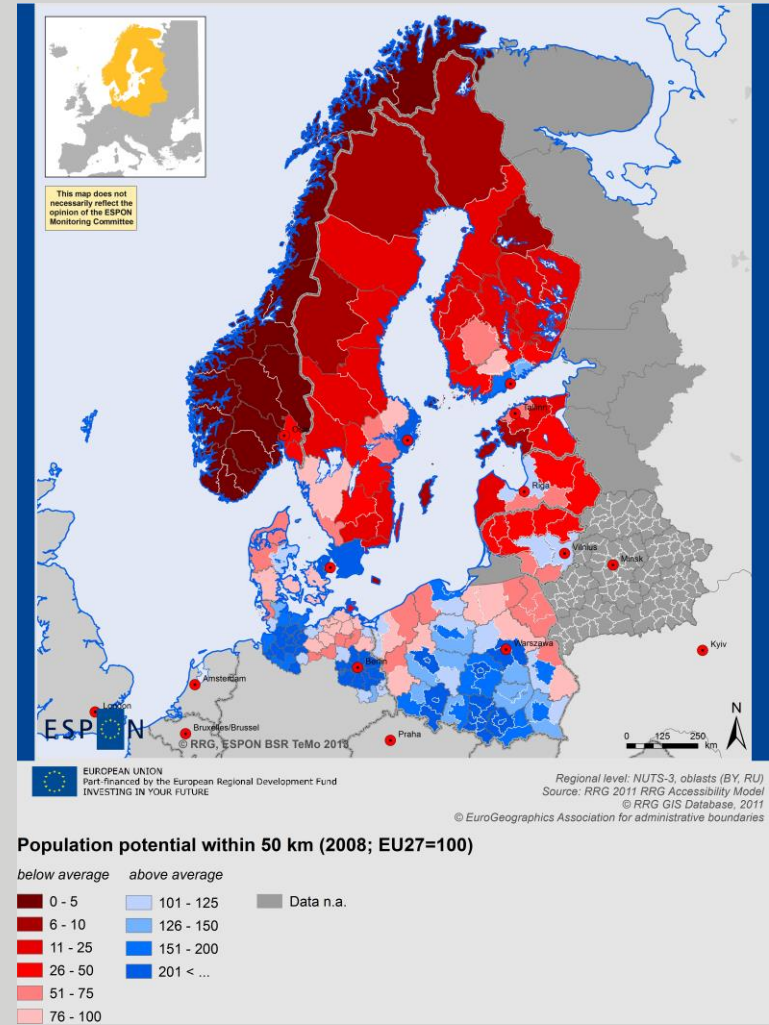 This map does not
necessarily reflect the
opinion of the ESPON
Monitoring Committee
Oslo
Tallinn
Riga
Vilnius
Minsk
Warszawa
Kyiv
Berlin
Amsterdam
London
Bruxelles/Brussel
Praha
ESPON
© RRG, ESPON BSR TeMo 2013
N
0 125 250
km
EUROPEAN UNION
Part-financed by the European Regional Development Fund
INVESTING IN YOUR FUTURE
Regional level: NUTS-3, oblasts (BY, RU)
Source: RRG 2011 RRG Accessibility Model
© RRG GIS Database, 2011
© EuroGeographics Association for administrative boundaries
Population potential within 50 km (2008; EU27=100)
below average above average
0 - 5 101 - 125 Data n.a.
6 - 10 126 - 150
11 - 25 151 - 200
26 - 50 201 < ...
51 - 75
76 - 100